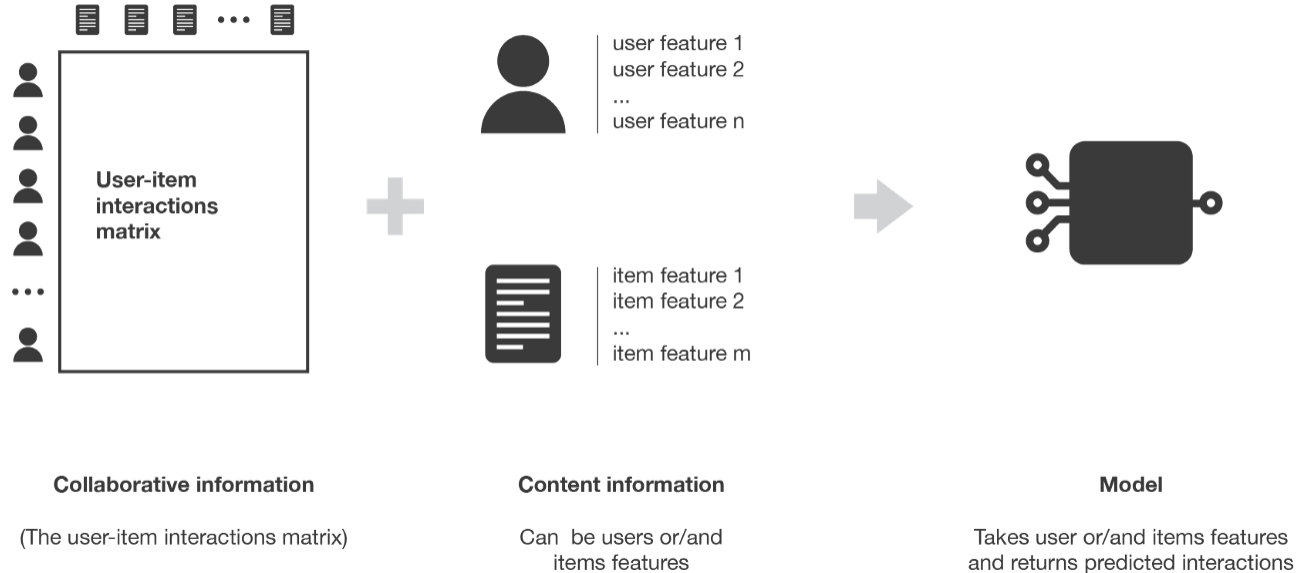 User-item
interactions
matrix
user feature 1
user feature 2
...
user feature n
item feature 1
item feature 2
...
item feature m
Collaborative information
(The user-item interactions matrix)
Content information
Can be users or/and
items features
Model
Takes user or/and items features
and returns predicted interactions